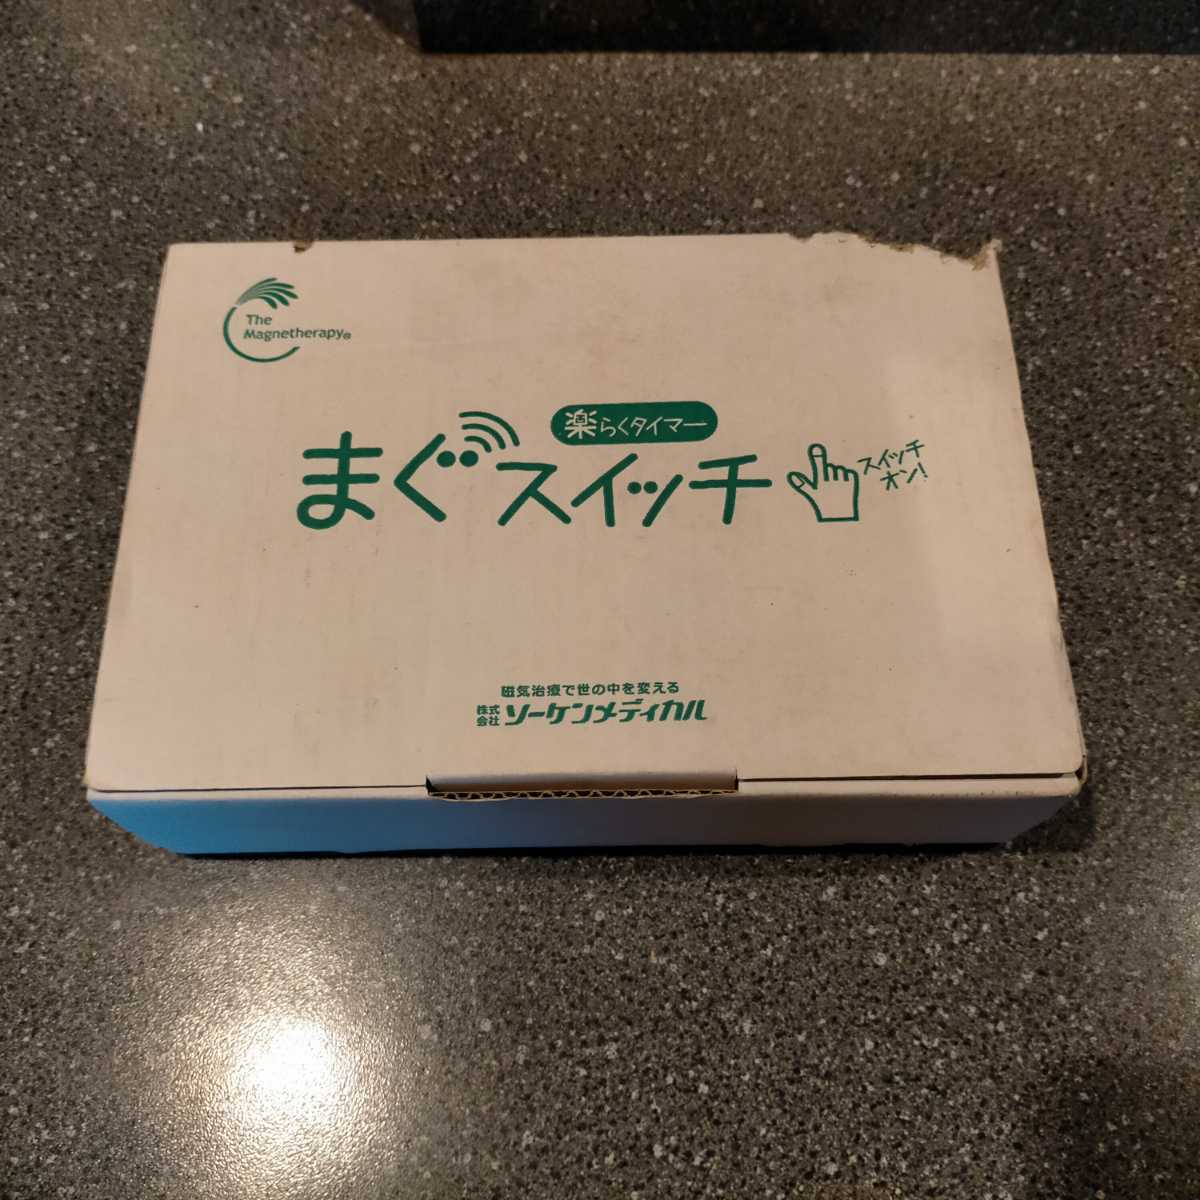 The
Magnetherapy®
楽らくタイマー
まぐスイッチ
スイッチ
オン!
磁気治療で世の中を変える
株式
会社 ソーケンメディカル